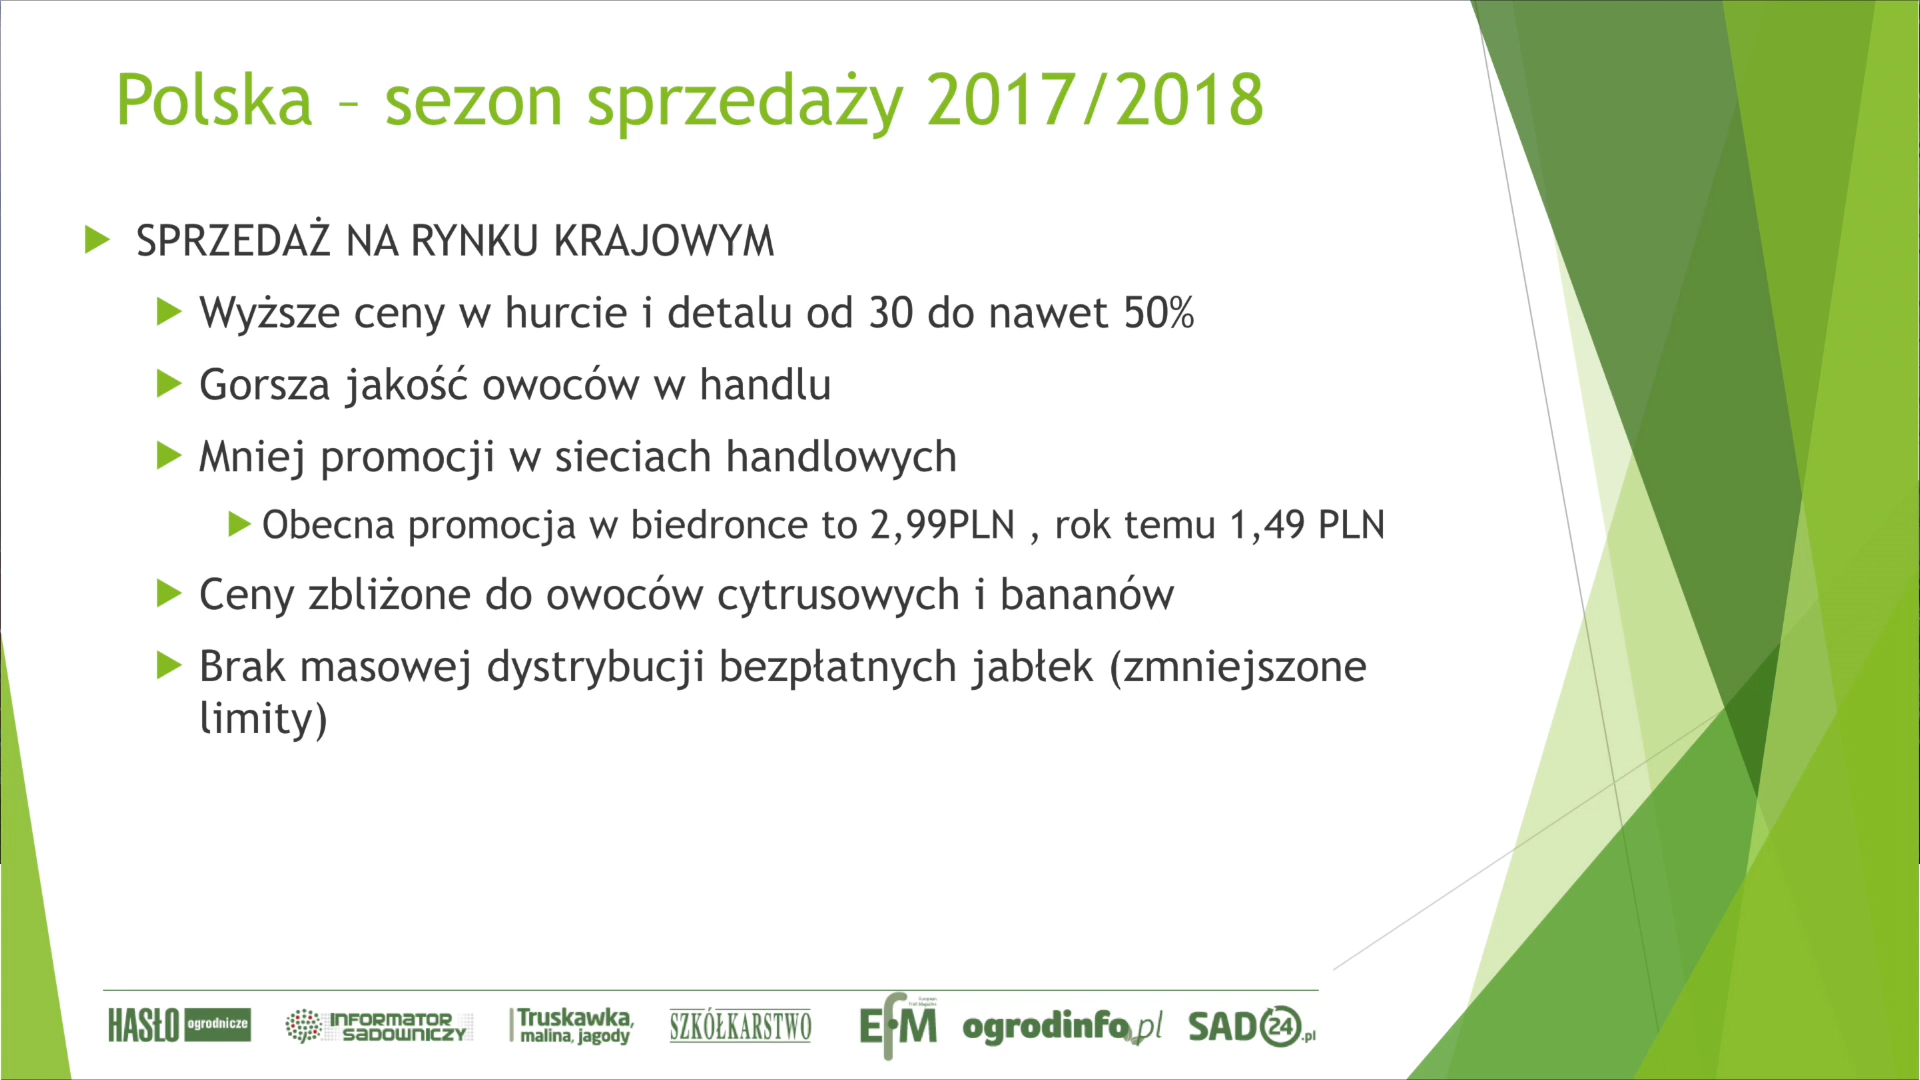 Polska – sezon sprzedaży 2017/2018
SPRZEDAŻ NA RYNKU KRAJOWYM
Wyższe ceny w hurcie i detalu od 30 do nawet 50%
Gorsza jakość owoców w handlu
Mniej promocji w sieciach handlowych
Obecna promocja w biedronce to 2,99PLN , rok temu 1,49 PLN
Ceny zbliżone do owoców cytrusowych i bananów
Brak masowej dystrybucji bezpłatnych jabłek (zmniejszone
limity)
HASŁO ogrodnicze
INFORMATOR
SADOWNICZY
Truskawka,
malina, jagody
SZKÓŁKARSTWO
EFM
ogrodinfo.pl
SAD24.pl